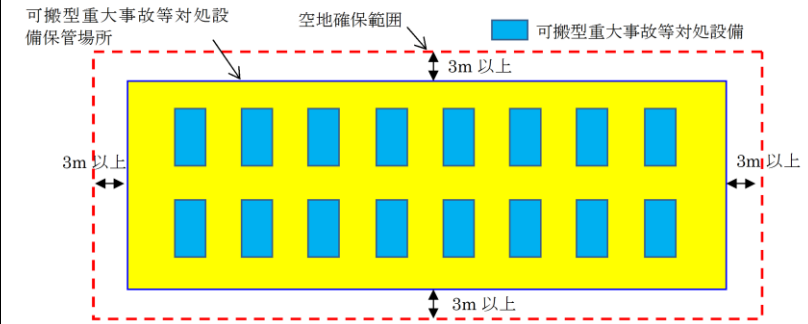 可搬型重大事故等対処設
備保管場所
空地確保範囲
可搬型重大事故等対処設備
3m 以上
3m 以上
3m 以上
3m 以上